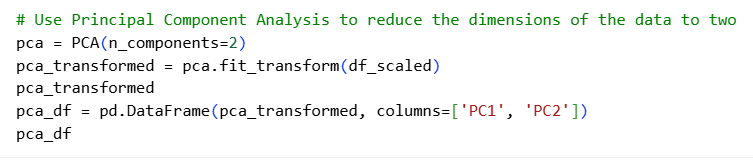 # Use Principal Component Analysis to reduce the dimensions of the data to two
pca = PCA(n_components=2)
pca_transformed = pca.fit_transform(df_scaled)
pca_transformed
pca_df = pd.DataFrame(pca_transformed, columns=['PC1', 'PC2'])
pca_df